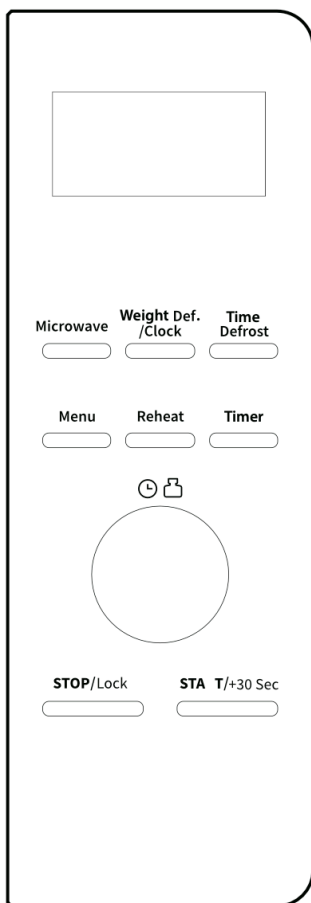 Microwave
Weight Def.
/Clock
Time
Defrost
Menu
Reheat
Timer
STOP/Lock
STA T/+30 Sec